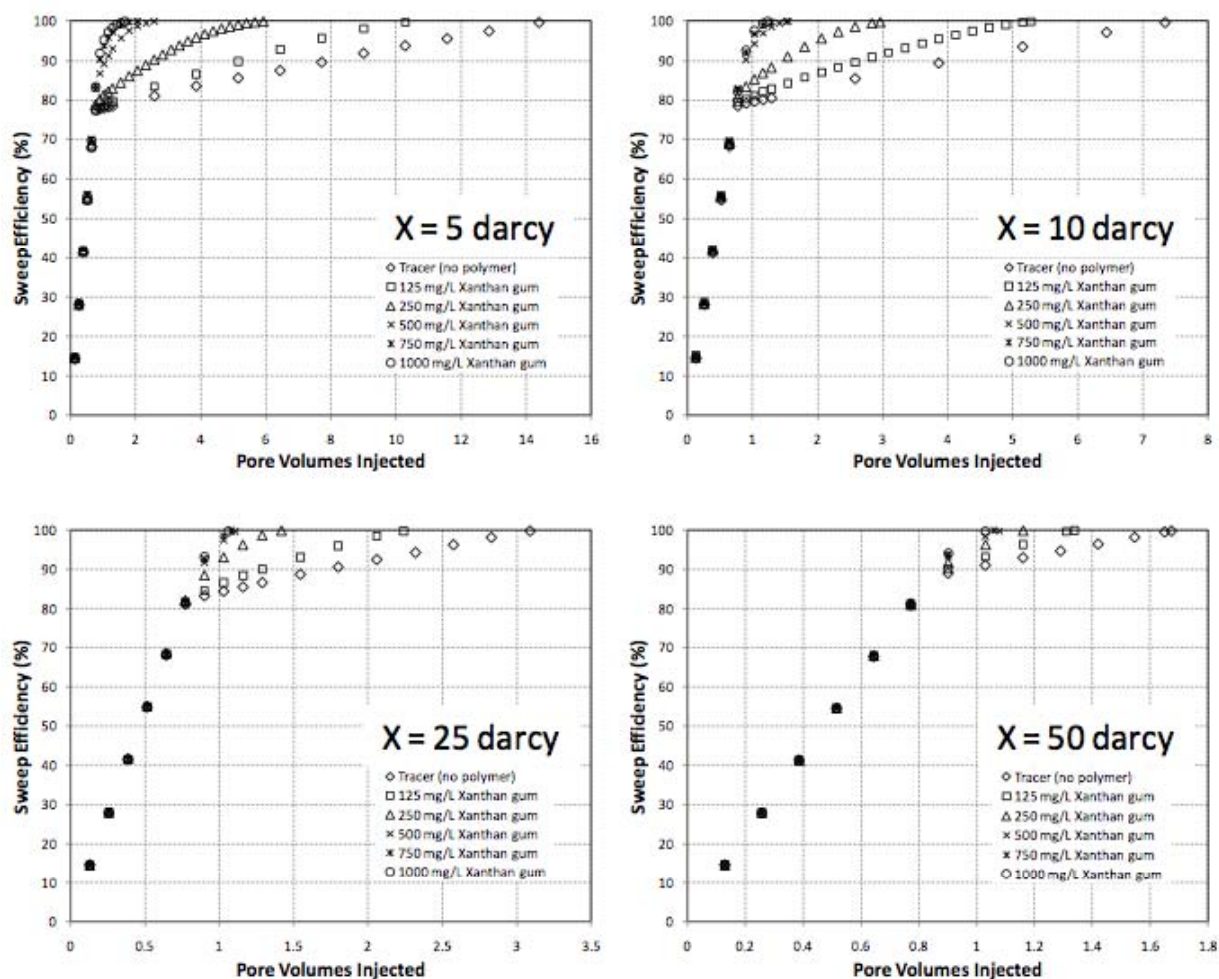 Sweep Efficiency (%)
100
90
80
70
60
50
40
30
20
10
0
X = 5 darcy
Tracer (no polymer)
125 mg/L Xanthan gum
250 mg/L Xanthan gum
500 mg/L Xanthan gum
750 mg/L Xanthan gum
1000 mg/L Xanthan gum
0 2 4 6 8 10 12 14 16
Pore Volumes Injected
Sweep Efficiency (%)
100
90
80
70
60
50
40
30
20
10
0
X = 10 darcy
Tracer (no polymer)
125 mg/L Xanthan gum
250 mg/L Xanthan gum
500 mg/L Xanthan gum
750 mg/L Xanthan gum
1000 mg/L Xanthan gum
0 1 2 3 4 5 6 7 8
Pore Volumes Injected
Sweep Efficiency (%)
100
90
80
70
60
50
40
30
20
10
0
X = 25 darcy
Tracer (no polymer)
125 mg/L Xanthan gum
250 mg/L Xanthan gum
500 mg/L Xanthan gum
750 mg/L Xanthan gum
1000 mg/L Xanthan gum
0 0.5 1 1.5 2 2.5 3 3.5
Pore Volumes Injected
Sweep Efficiency (%)
100
90
80
70
60
50
40
30
20
10
0
X = 50 darcy
Tracer (no polymer)
125 mg/L Xanthan gum
250 mg/L Xanthan gum
500 mg/L Xanthan gum
750 mg/L Xanthan gum
1000 mg/L Xanthan gum
0 0.2 0.4 0.6 0.8 1 1.2 1.4 1.6 1.8
Pore Volumes Injected